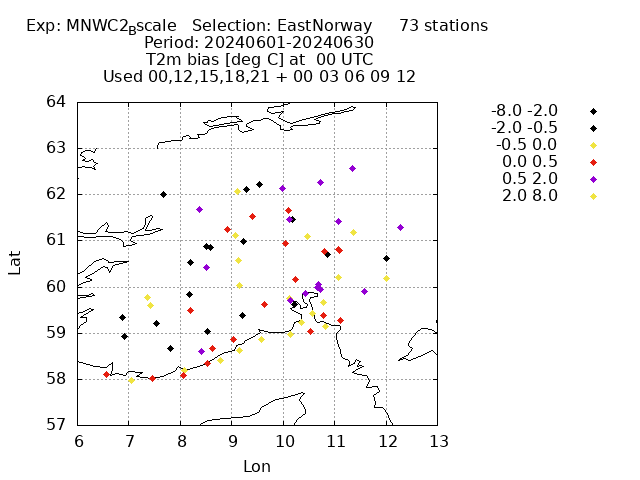 Exp: MNWC2Bscale Selection: EastNorway 73 stations
Period: 20240601-20240630
T2m bias [deg C] at 00 UTC
Used 00,12,15,18,21 + 00 03 06 09 12
-8.0 -2.0
-2.0 -0.5
-0.5 0.0
0.0 0.5
0.5 2.0
2.0 8.0
64
63
62
61
60
59
58
57
Lat
6 7 8 9 10 11 12 13
Lon